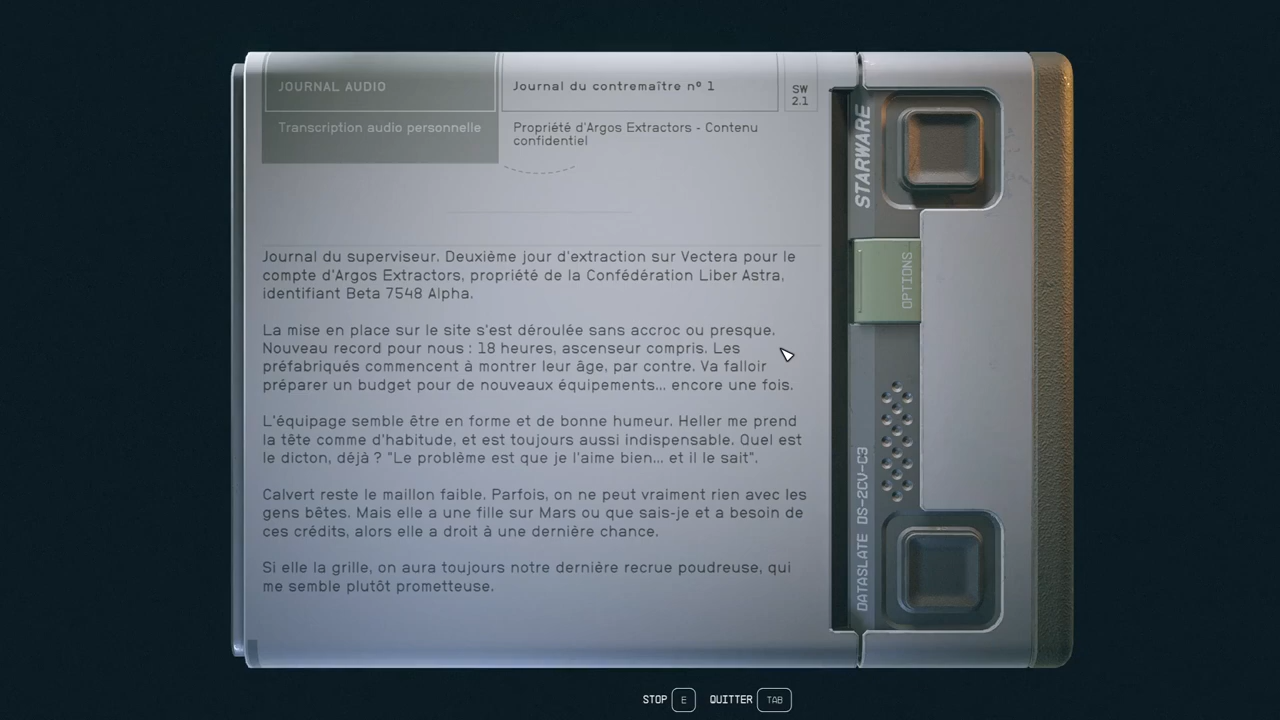 JOURNAL AUDIO
Journal du contremaître nº 1
SW
2.1
Transcription audio personnelle
Propriété d'Argos Extractors - Contenu
confidentiel
Journal du superviseur. Deuxième jour d'extraction sur Vectera pour le
compte d'Argos Extractors, propriété de la Confédération Liber Astra,
identifiant Beta 7548 Alpha.
La mise en place sur le site s'est déroulée sans accroc ou presque.
Nouveau record pour nous : 18 heures, ascenseur compris. Les
préfabriqués commencent à montrer leur âge, par contre. Va falloir
préparer un budget pour de nouveaux équipements... encore une fois.
L'équipage semble être en forme et de bonne humeur. Heller me prend
la tête comme d'habitude, et est toujours aussi indispensable. Quel est
le dicton, déjà ? "Le problème est que je l'aime bien... et il le sait".
Calvert reste le maillon faible. Parfois, on ne peut vraiment rien avec les
gens bêtes. Mais elle a une fille sur Mars ou que sais-je et a besoin de
ces crédits, alors elle a droit à une dernière chance.
Si elle la grille, on aura toujours notre dernière recrue poudreuse, qui
me semble plutôt prometteuse.
STARWARE
OPTIONS
DATASLATE DS-2CV-C3
STOP E QUITTER TAB